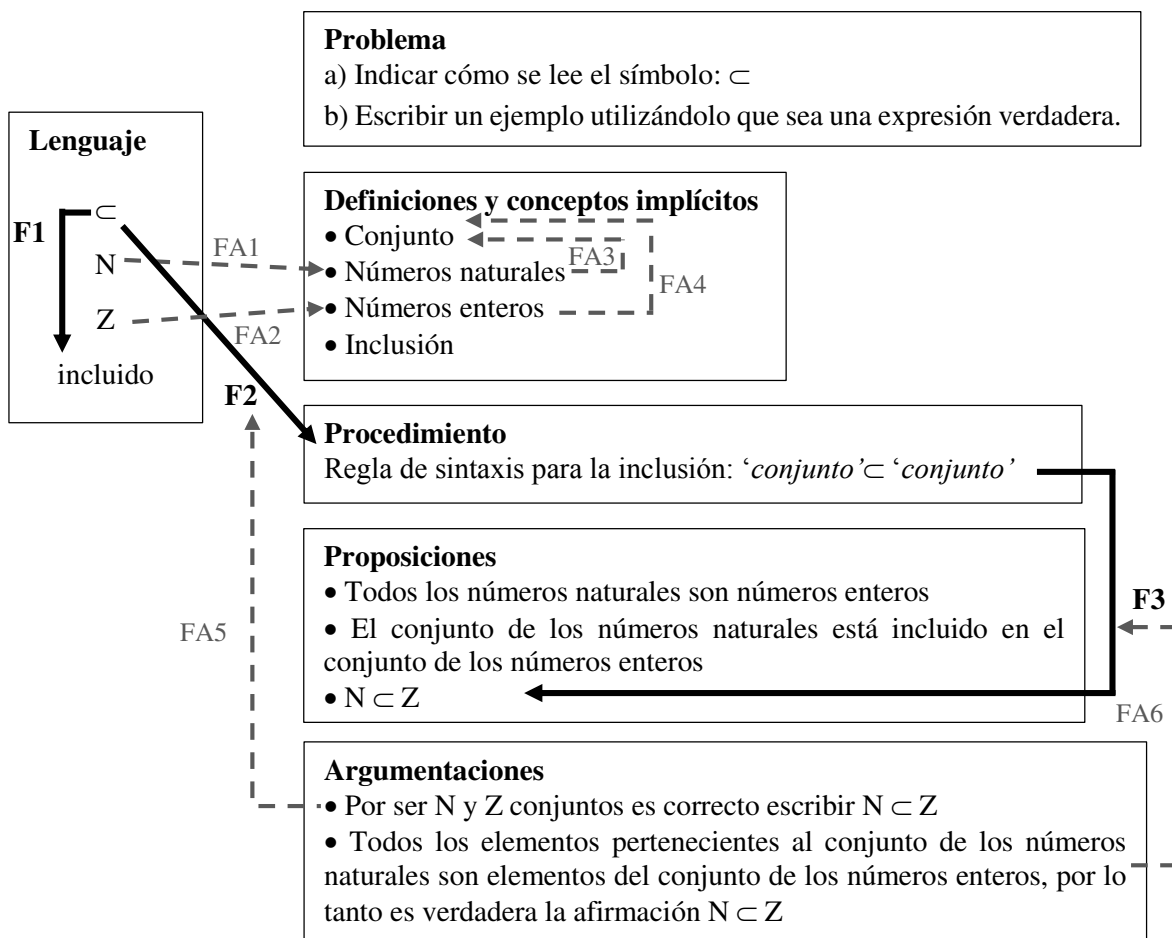 Problema
a) Indicar cómo se lee el símbolo: ⊂
b) Escribir un ejemplo utilizándolo que sea una expresión verdadera.
Lenguaje
⊂
F1
N
Z
incluido
FA1
FA2
F2
Definiciones y conceptos implícitos
• Conjunto
• Números naturales
• Números enteros
• Inclusión
FA3
FA4
Procedimiento
Regla de sintaxis para la inclusión: ‘conjunto’⊂ ‘conjunto’
Proposiciones
• Todos los números naturales son números enteros
• El conjunto de los números naturales está incluido en el
conjunto de los números enteros
• N ⊂ Z
F3
FA5
FA6
Argumentaciones
• Por ser N y Z conjuntos es correcto escribir N ⊂ Z
• Todos los elementos pertenecientes al conjunto de los números
naturales son elementos del conjunto de los números enteros, por lo
tanto es verdadera la afirmación N ⊂ Z